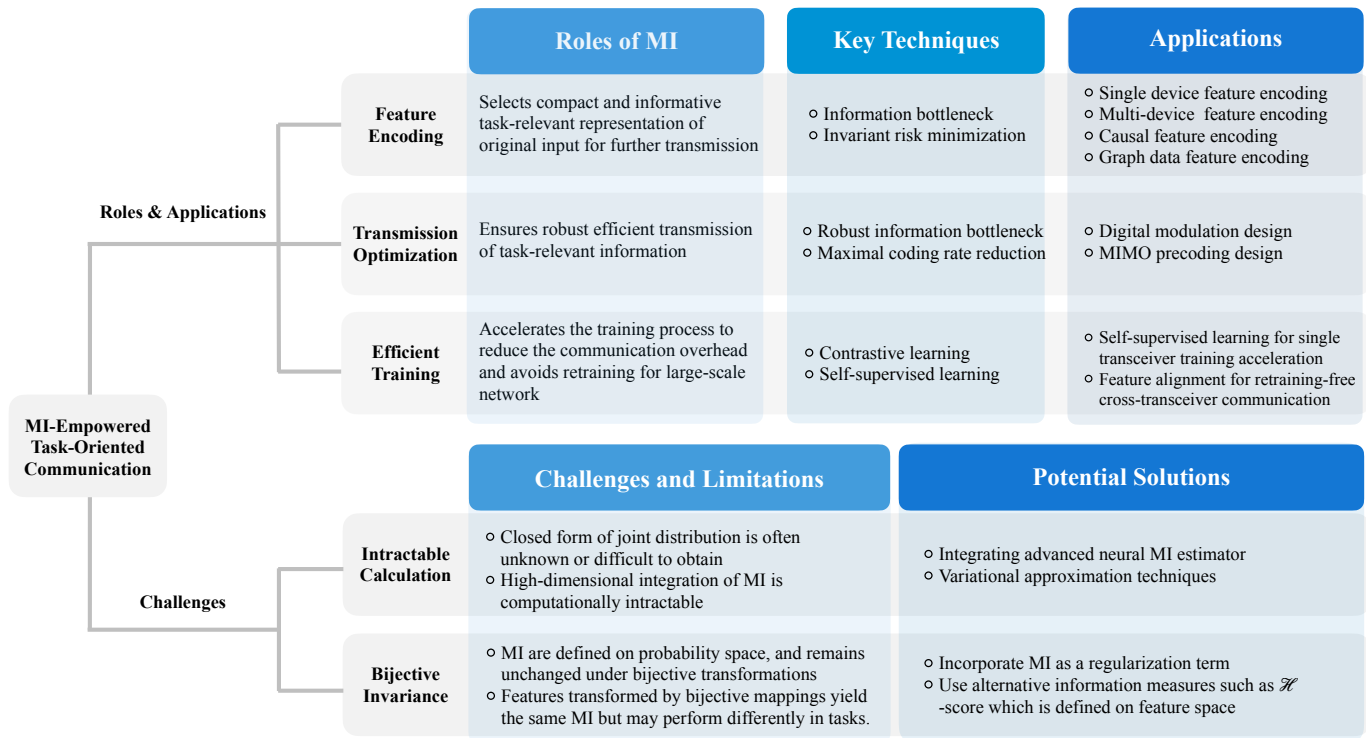 Roles of MI
Key Techniques
Applications
Feature
Encoding
Selects compact and informative
task-relevant representation of
original input for further transmission
○ Information bottleneck
○ Invariant risk minimization
○ Single device feature encoding
○ Multi-device feature encoding
○ Causal feature encoding
○ Graph data feature encoding
Roles & Applications
Transmission
Optimization
Ensures robust efficient transmission
of task-relevant information
○ Robust information bottleneck
○ Maximal coding rate reduction
○ Digital modulation design
○ MIMO precoding design
Efficient
Training
Accelerates the training process to
reduce the communication overhead
and avoids retraining for large-scale
network
○ Contrastive learning
○ Self-supervised learning
○ Self-supervised learning for single
transceiver training acceleration
○ Feature alignment for retraining-free
cross-transceiver communication
MI-Empowered
Task-Oriented
Communication
Challenges and Limitations
Potential Solutions
Intractable
Calculation
○ Closed form of joint distribution is often
unknown or difficult to obtain
○ High-dimensional integration of MI is
computationally intractable
○ Integrating advanced neural MI estimator
○ Variational approximation techniques
Challenges
Bijective
Invariance
○ MI are defined on probability space, and remains
unchanged under bijective transformations
○ Features transformed by bijective mappings yield
the same MI but may perform differently in tasks.
○ Incorporate MI as a regularization term
○ Use alternative information measures such as ℋ
-score which is defined on feature space